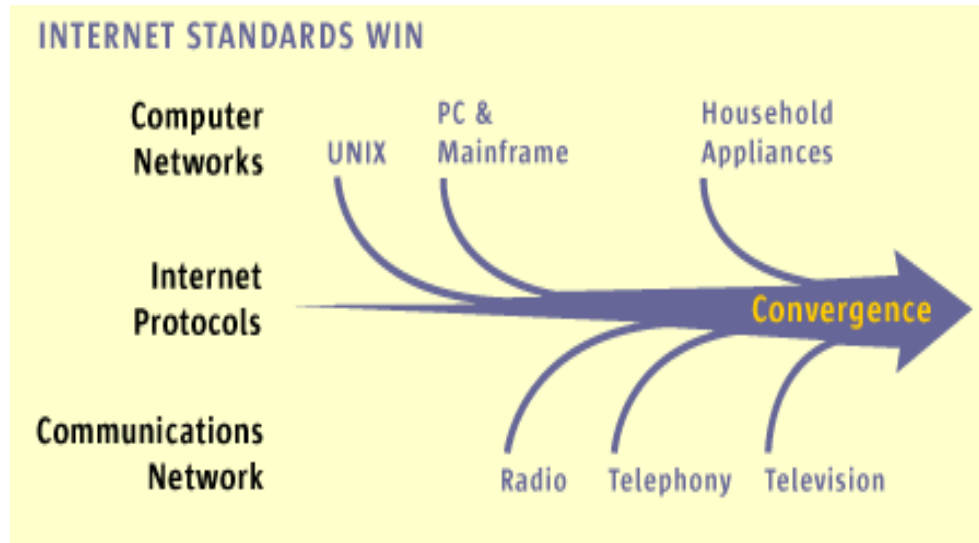 INTERNET STANDARDS WIN
Computer
Networks
UNIX
PC &
Mainframe
Household
Appliances
Internet
Protocols
Convergence
Communications
Network
Radio
Telephony
Television